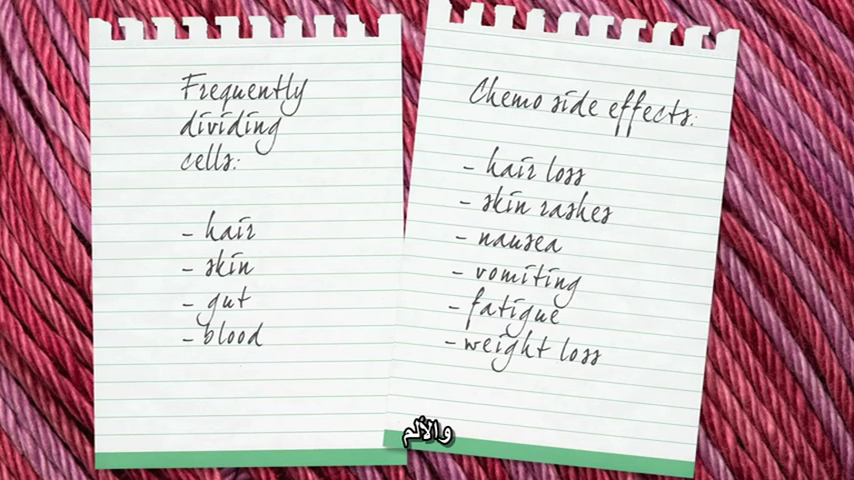 Frequently
dividing
cells:
- hair
- skin
- gut
- blood
Chemo side effects:
- hair loss
- skin rashes
- nausea
- vomiting
- fatigue
- weight loss
والألم